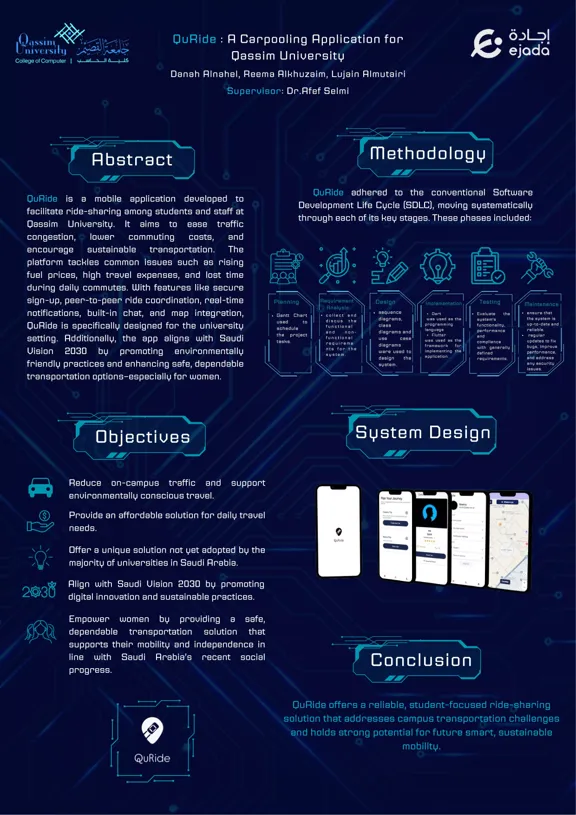 Qassim
University
College of Computer |
جامعة القصيم
كلية الحاسب
QuRide : A Carpooling Application for
Qassim University
Danah Alnahel, Reema Alkhuzaim, Lujain Almutairi
Supervisor: Dr.Afef Selmi
إجادة
ejada
Abstract
QuRide is a mobile application developed to
facilitate ride-sharing among students and staff at
Qassim University. It aims to ease traffic
congestion, lower commuting costs, and
encourage sustainable transportation. The
platform tackles common issues such as rising
fuel prices, high travel expenses, and lost time
during daily commutes. With features like secure
sign-up, peer-to-peer ride coordination, real-time
notifications, built-in chat, and map integration,
QuRide is specifically designed for the university
setting. Additionally, the app aligns with Saudi
Vision 2030 by promoting environmentally
friendly practices and enhancing safe, dependable
transportation options—especially for women.
Methodology
QuRide adhered to the conventional Software
Development Life Cycle (SDLC), moving systematically
through each of its key stages. These phases included:
Planning
• Gantt Chart
used to
schedule
the project
tasks.
Requirement
Analysis
• collect and
discus the
functional
and non-
functional
requireme
nts for the
system.
Design
• sequence
diagrams,
class
diagrams and
use case
diagrams
were used to
design the
system.
Implementation
• Dart
was used as the
programming
language.
• Flutter
was used as the
framework for
implementing the
application.
Testing
• Evaluate the
system's
functionality,
performance
and
compliance
with generally
defined
requirements.
Maintenance
• ensure that
the system is
up-to-date and
reliable.
• regular
updates to fix
bugs, improve
performance,
and address
any security
issues.
Objectives
Reduce on-campus traffic and support
environmentally conscious travel.
Provide an affordable solution for daily travel
needs.
Offer a unique solution not yet adopted by the
majority of universities in Saudi Arabia.
2030
Align with Saudi Vision 2030 by promoting
digital innovation and sustainable practices.
Empower women by providing a safe,
dependable transportation solution that
supports their mobility and independence in
line with Saudi Arabia's recent social
progress.
QuRide
System Design
QuRide
Conclusion
QuRide offers a reliable, student-focused ride-sharing
solution that addresses campus transportation challenges
and holds strong potential for future smart, sustainable
mobility.